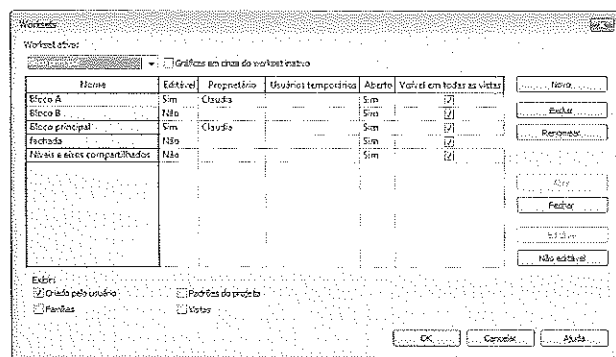 Worksets
Workset ativo:
Gráficos em cinza do workset inativo
Nome Editável Proprietário Usuários temporários Aberto Visível em todas as vistas
Bloco A Sim Claudia Sim
Bloco B Não Sim
Bloco principal Sim Claudia Sim
fachada Não Sim
Níveis e eixos compartilhados Não Sim
Novo
Excluir
Renomear
Abrir
Fechar
Editável
Não editável
Exibir:
Criado pelo usuário Padrões do projeto
Famílias Vistas
OK Cancelar Ajuda